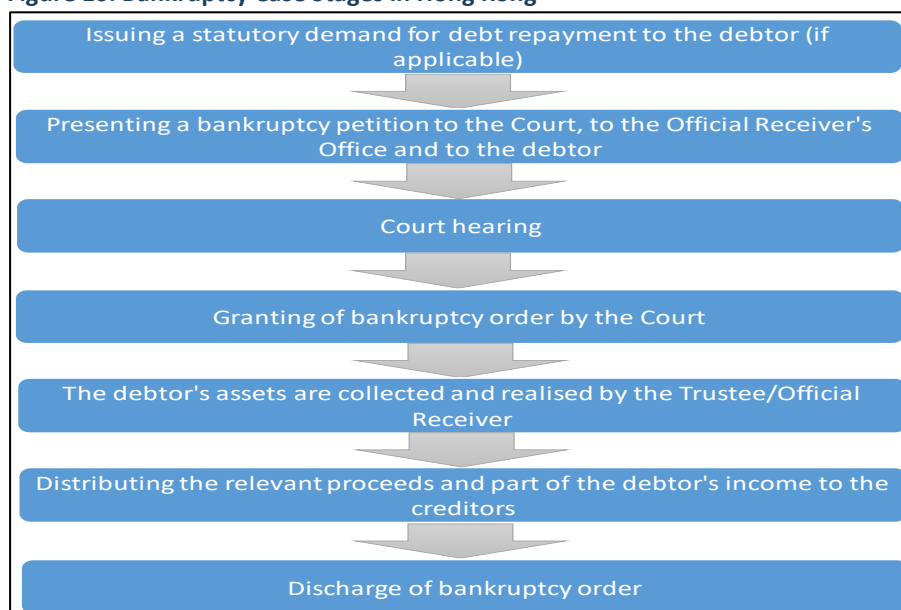 Issuing a statutory demand for debt repayment to the debtor (if
applicable)
Presenting a bankruptcy petition to the Court, to the Official Receiver's
Office and to the debtor
Court hearing
Granting of bankruptcy order by the Court
The debtor's assets are collected and realised by the Trustee/Official
Receiver
Distributing the relevant proceeds and part of the debtor's income to the
creditors
Discharge of bankruptcy order